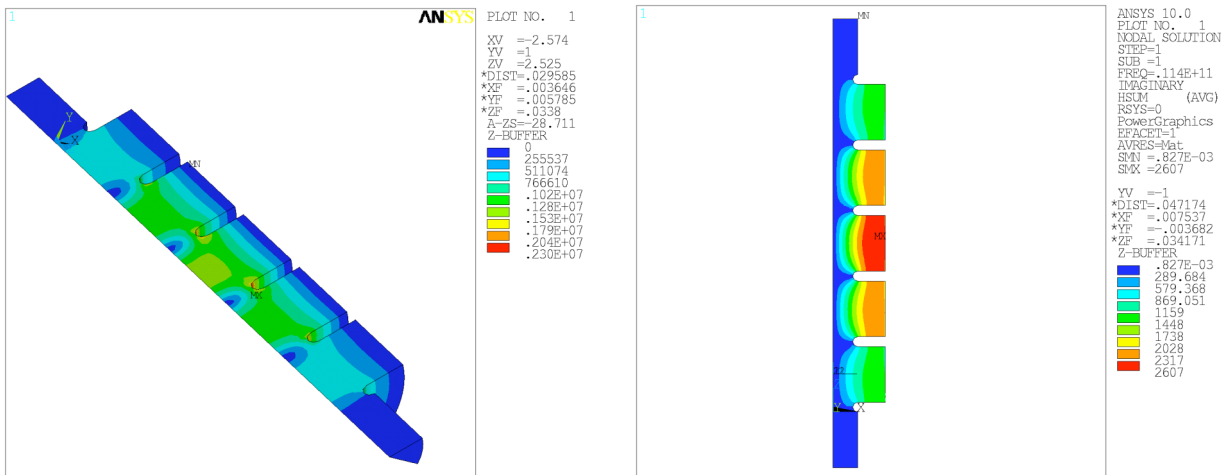 1
ANSYS
PLOT NO. 1
XV =-2.574
YV =1
ZV =2.525
*DIST=.029585
*XF =.003646
*YF =.005785
*ZF =.0338
A-ZS=-28.711
Z-BUFFER
0
255537
511074
766610
.102E+07
.128E+07
.153E+07
.179E+07
.204E+07
.230E+07
Y
X
MN
MX
1
MN
MX
Y
X
ANSYS 10.0
PLOT NO. 1
NODAL SOLUTION
STEP=1
SUB =1
FREQ=.114E+11
IMAGINARY
HSUM (AVG)
RSYS=0
PowerGraphics
EFACET=1
AVRES=Mat
SMN =.827E-03
SMX =2607
YV =-1
*DIST=.047174
*XF =.007537
*YF =-.003682
*ZF =.034171
Z-BUFFER
.827E-03
289.684
579.368
869.051
1159
1448
1738
2028
2317
2607